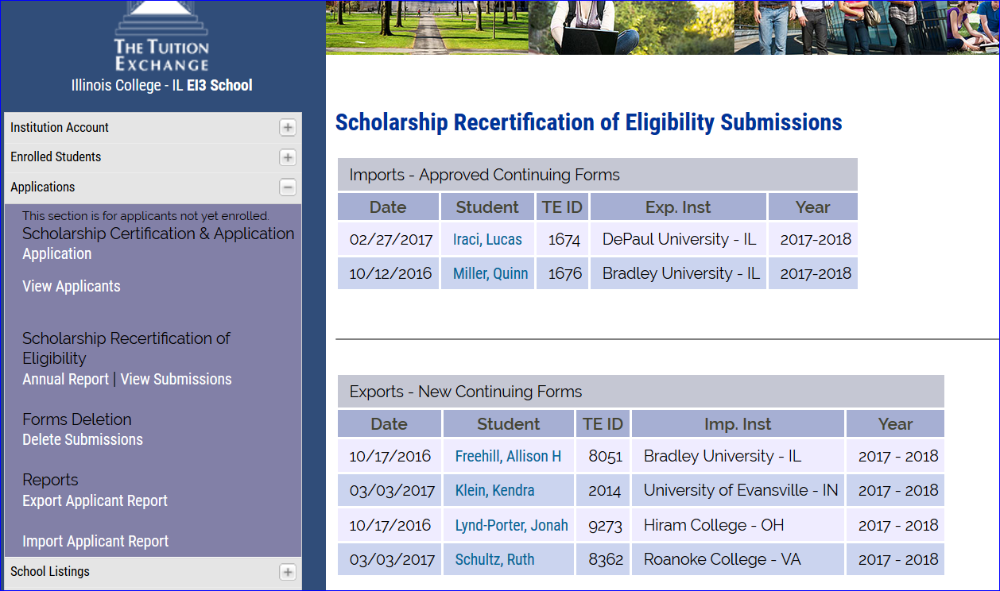 THE TUITION
EXCHANGE
Illinois College - IL EI3 School
Institution Account
Enrolled Students
Applications
This section is for applicants not yet enrolled.
Scholarship Certification & Application
Application
View Applicants
Scholarship Recertification of
Eligibility
Annual Report | View Submissions
Forms Deletion
Delete Submissions
Reports
Export Applicant Report
Import Applicant Report
School Listings
Scholarship Recertification of Eligibility Submissions
Imports - Approved Continuing Forms
Date Student TE ID Exp. Inst Year
02/27/2017 Iraci, Lucas 1674 DePaul University - IL 2017-2018
10/12/2016 Miller, Quinn 1676 Bradley University - IL 2017-2018
Exports - New Continuing Forms
Date Student TE ID Imp. Inst Year
10/17/2016 Freehill, Allison H 8051 Bradley University - IL 2017 - 2018
03/03/2017 Klein, Kendra 2014 University of Evansville - IN 2017 - 2018
10/17/2016 Lynd-Porter, Jonah 9273 Hiram College - OH 2017 - 2018
03/03/2017 Schultz, Ruth 8362 Roanoke College - VA 2017 - 2018